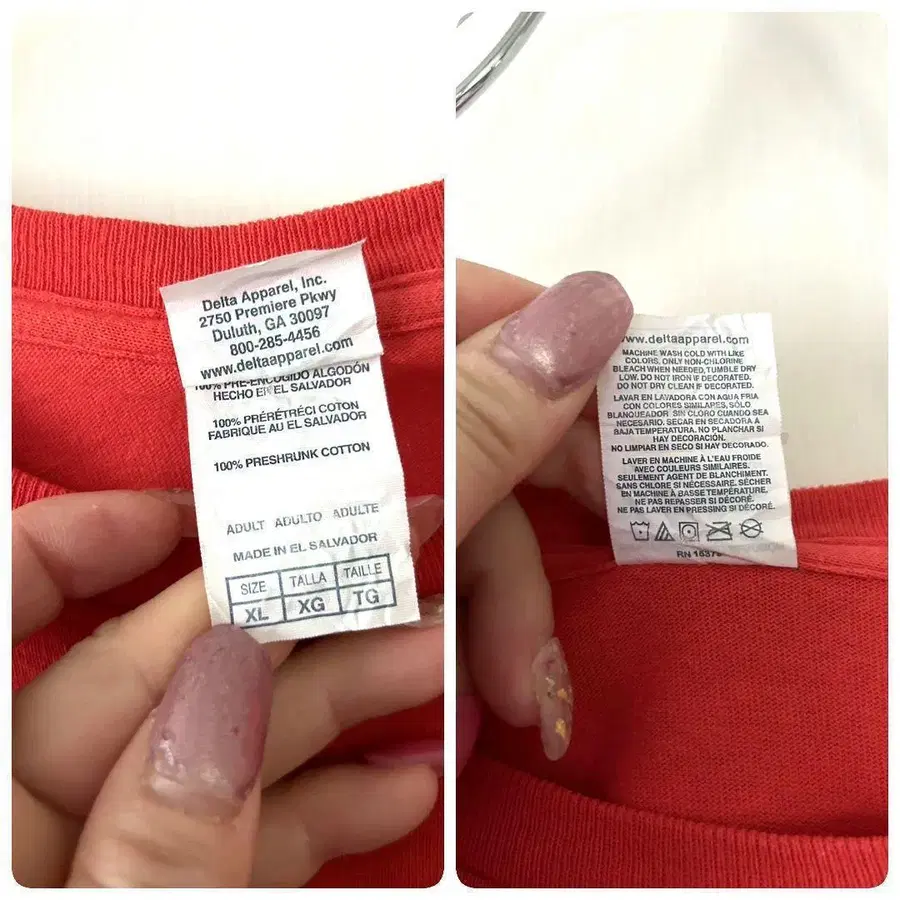 Delta Apparel, Inc.
2750 Premiere Pkwy
Duluth, GA 30097
800-285-4456
www.deltaapparel.com
100% PRE-ENCOGIDO ALGODÓN
HECHO EN EL SALVADOR
100% PRÉRÉTRÉCI COTON
FABRIQUE AU EL SALVADOR
100% PRESHRUNK COTTON
ADULT ADULTO ADULTE
MADE IN EL SALVADOR
SIZE TALLA TAILLE
XL XG TG
www.deltaapparel.com
MACHINE WASH COLD WITH LIKE
COLORS, ONLY NON-CHLORINE
BLEACH WHEN NEEDED, TUMBLE DRY
LOW. DO NOT IRON IF DECORATED.
DO NOT DRY CLEAN IF DECORATED.
LAVAR EN LAVADORA CON AGUA FRIA
CON COLORES SIMILARES, SÓLO
BLANQUEADOR SIN CLORO CUANDO SEA
NECESARIO. SECAR EN SECADORA A
BAJA TEMPERATURA. NO PLANCHAR SI
HAY DECORACIÓN.
NO LIMPIAR EN SECO SI HAY DECORADO.
LAVER EN MACHINE À L'EAU FROIDE
AVEC COULEURS SIMILAIRES.
SEULEMENT AGENT DE BLANCHIMENT.
SANS CHLORE SI NÉCESSAIRE. SÉCHER
EN MACHINE À BASSE TEMPÉRATURE.
NE PAS REPASSER SI DÉCORÉ.
NE PAS LAVER EN PRESSING SI DÉCORÉ.
RN